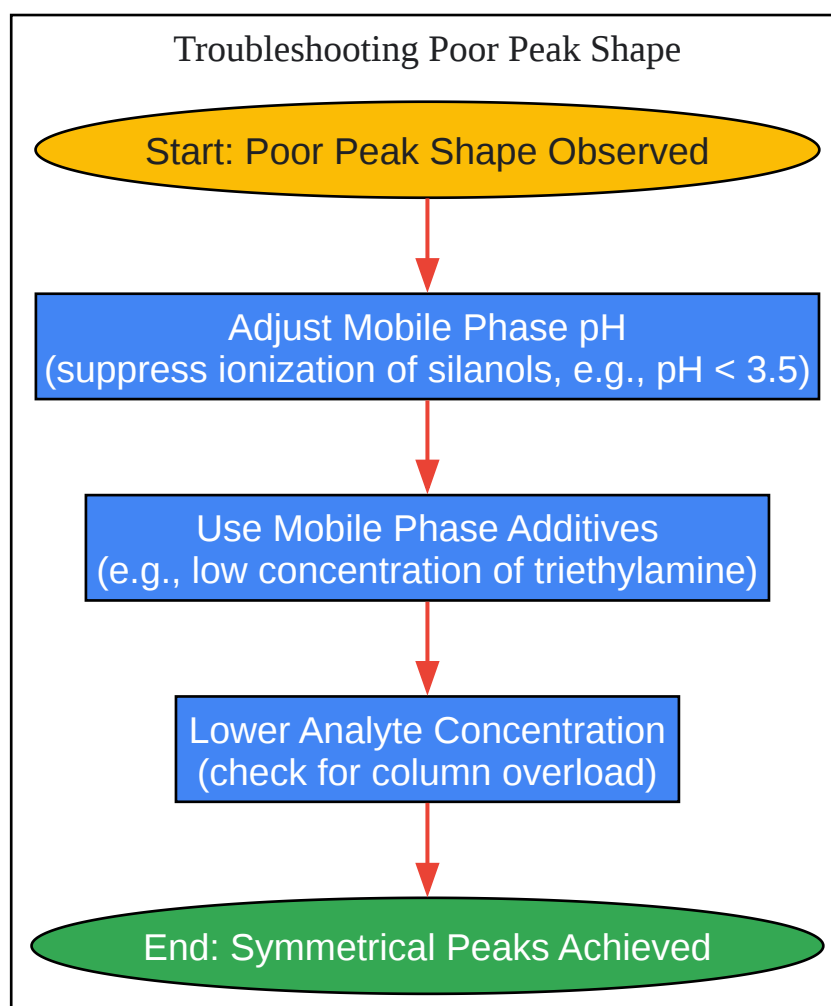 Troubleshooting Poor Peak Shape
Start: Poor Peak Shape Observed
Adjust Mobile Phase pH
(suppress ionization of silanols, e.g., pH < 3.5)
Use Mobile Phase Additives
(e.g., low concentration of triethylamine)
Lower Analyte Concentration
(check for column overload)
End: Symmetrical Peaks Achieved